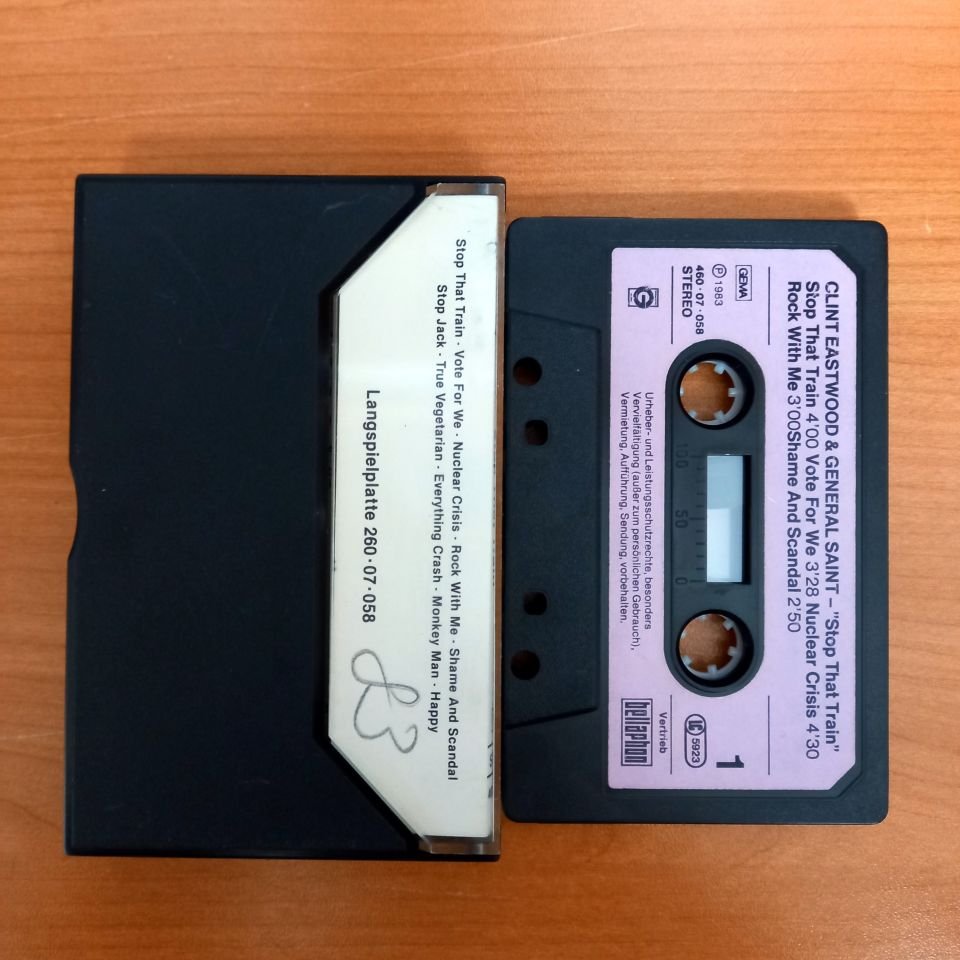 Stop That Train · Vote For We · Nuclear Crisis · Rock With Me · Shame And Scandal
Stop Jack · True Vegetarian · Everything Crash · Monkey Man · Happy
Langspielplatte 260 · 07 · 058
CLINT EASTWOOD & GENERAL SAINT – "Stop That Train"
Stop That Train 4'00 Vote For We 3'28 Nuclear Crisis 4'30
Rock With Me 3'00Shame And Scandal 2'50
GEMA
℗ 1983
460 · 07 · 058
STEREO
G
1
LC 5923
Vertrieb
bellaphon
100 50 0
Urheber- und Leistungsschutzrechte, besonders
Vervielfältigung (außer zum persönlichen Gebrauch),
Vermietung, Aufführung, Sendung, vorbehalten.